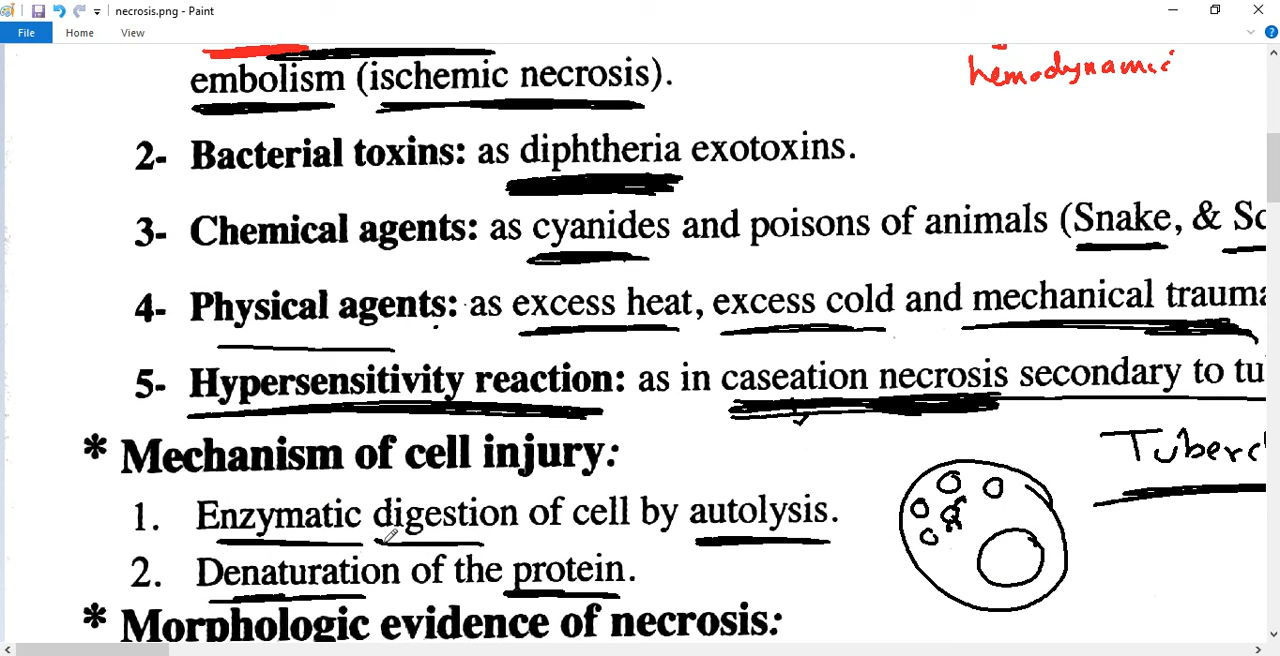 necrosis.png - Paint
File Home View
embolism (ischemic necrosis).
hemodynamic
2- Bacterial toxins: as diphtheria exotoxins.
3- Chemical agents: as cyanides and poisons of animals (Snake, & Sc
4- Physical agents: as excess heat, excess cold and mechanical trauma
5- Hypersensitivity reaction: as in caseation necrosis secondary to tu
* Mechanism of cell injury:
Tuberc
1. Enzymatic digestion of cell by autolysis.
2. Denaturation of the protein.
* Morphologic evidence of necrosis: